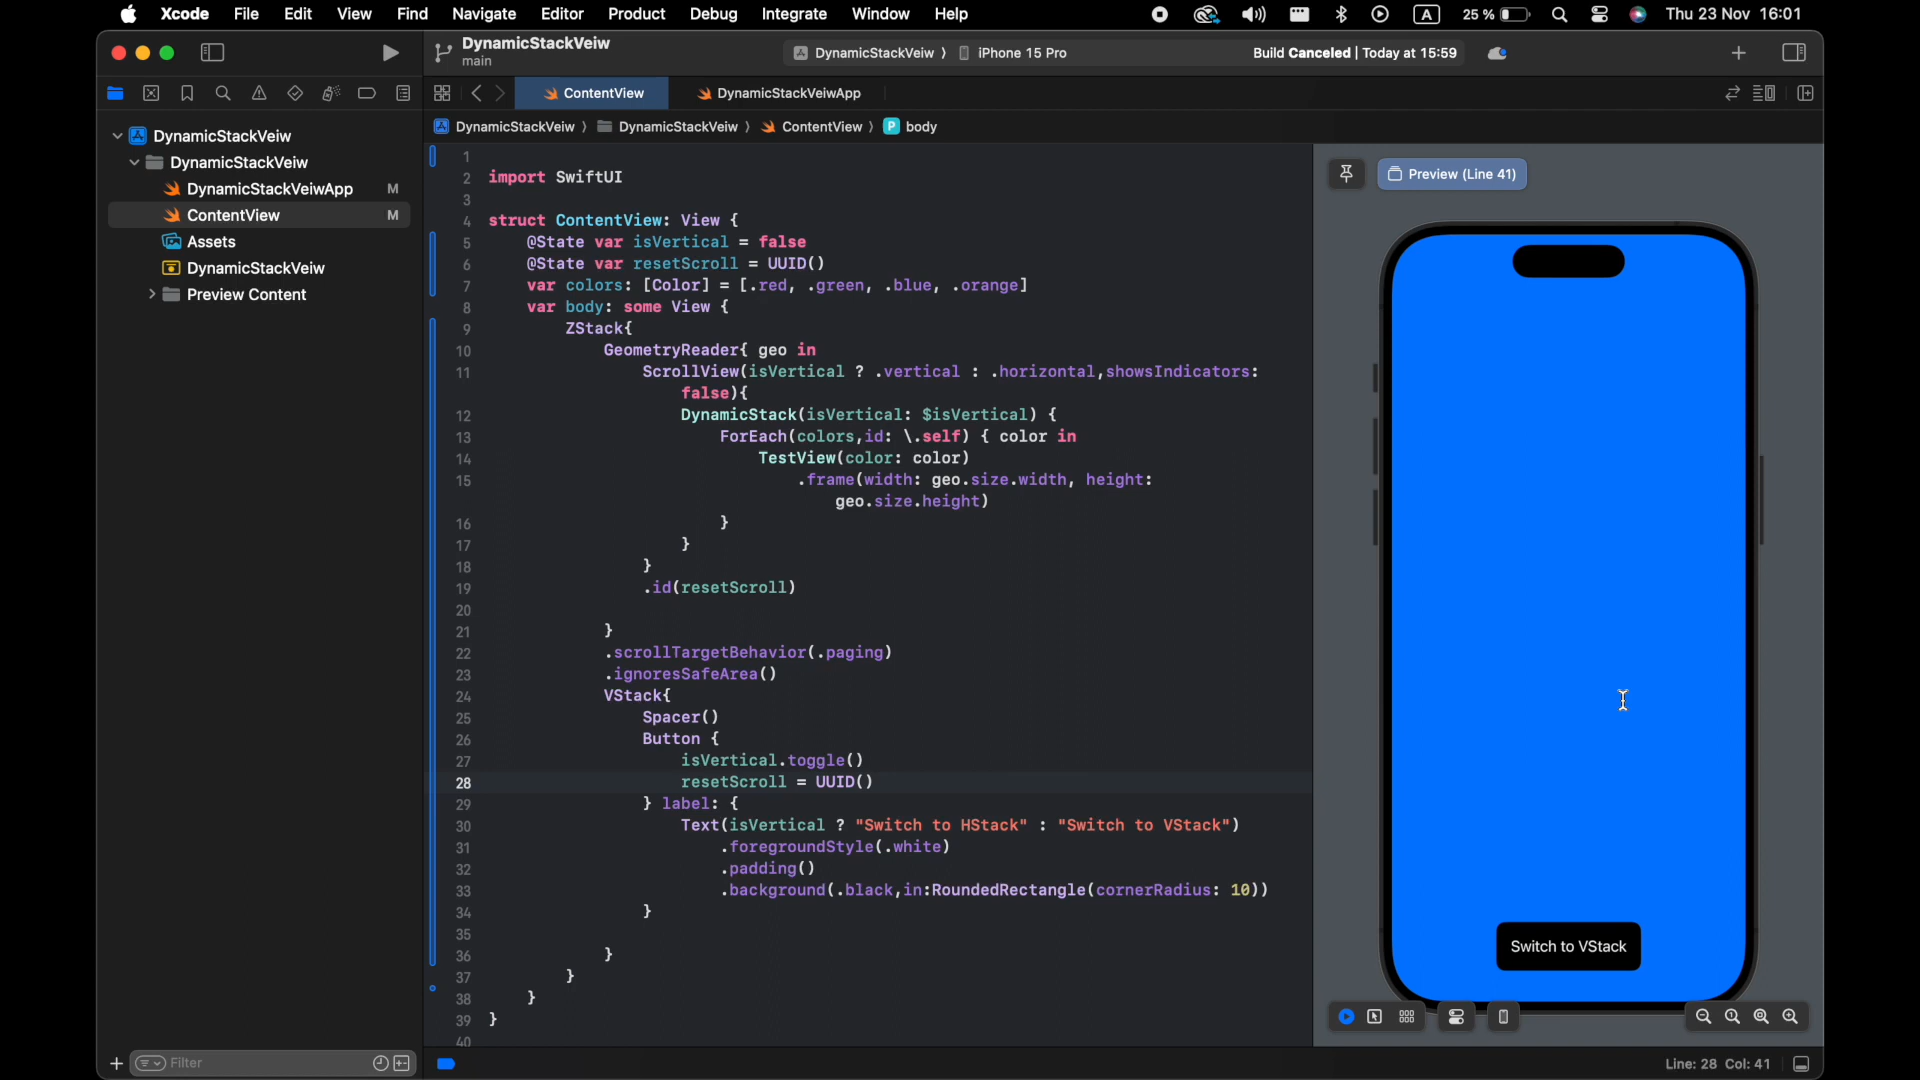 Xcode File Edit View Find Navigate Editor Product Debug Integrate Window Help A 25 % Thu 23 Nov 16:01
DynamicStackVeiw
main
DynamicStackVeiw 〉 iPhone 15 Pro
Build Canceled | Today at 15:59
ContentView
DynamicStackVeiwApp
DynamicStackVeiw 〉 DynamicStackVeiw 〉 ContentView 〉 P body
DynamicStackVeiw
DynamicStackVeiw
DynamicStackVeiwApp M
ContentView M
Assets
DynamicStackVeiw
Preview Content
Filter
1
2 import SwiftUI
3
4 struct ContentView: View {
5 @State var isVertical = false
6 @State var resetScroll = UUID()
7 var colors: [Color] = [.red, .green, .blue, .orange]
8 var body: some View {
9 ZStack{
10 GeometryReader{ geo in
11 ScrollView(isVertical ? .vertical : .horizontal,showsIndicators:
false){
12 DynamicStack(isVertical: $isVertical) {
13 ForEach(colors,id: \.self) { color in
14 TestView(color: color)
15 .frame(width: geo.size.width, height:
geo.size.height)
16 }
17 }
18 }
19 .id(resetScroll)
20
21 }
22 .scrollTargetBehavior(.paging)
23 .ignoresSafeArea()
24 VStack{
25 Spacer()
26 Button {
27 isVertical.toggle()
28 resetScroll = UUID()
29 } label: {
30 Text(isVertical ? "Switch to HStack" : "Switch to VStack")
31 .foregroundStyle(.white)
32 .padding()
33 .background(.black,in:RoundedRectangle(cornerRadius: 10))
34 }
35
36 }
37 }
38 }
39 }
40
Preview (Line 41)
Switch to VStack
Line: 28 Col: 41